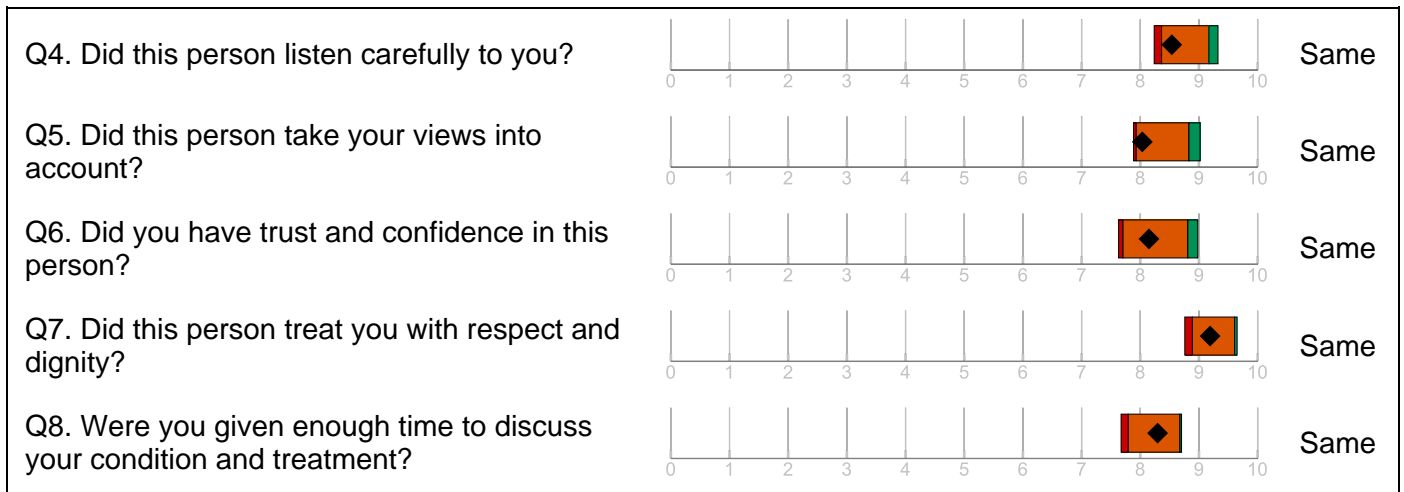 Q4. Did this person listen carefully to you?
0 1 2 3 4 5 6 7 8 9 10
Same
Q5. Did this person take your views into
account?
0 1 2 3 4 5 6 7 8 9 10
Same
Q6. Did you have trust and confidence in this
person?
0 1 2 3 4 5 6 7 8 9 10
Same
Q7. Did this person treat you with respect and
dignity?
0 1 2 3 4 5 6 7 8 9 10
Same
Q8. Were you given enough time to discuss
your condition and treatment?
0 1 2 3 4 5 6 7 8 9 10
Same